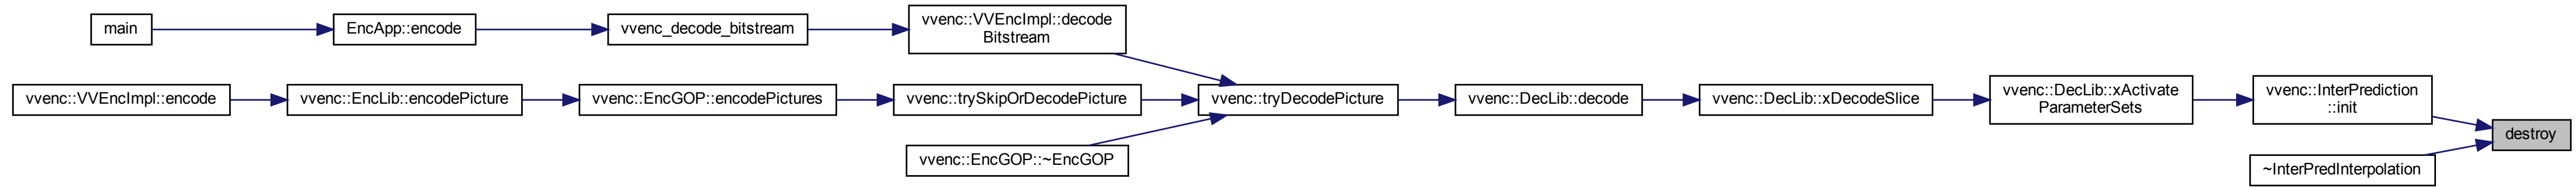 main
EncApp::encode
vvenc_decode_bitstream
vvenc::VVEncImpl::decode
Bitstream
vvenc::VVEncImpl::encode
vvenc::EncLib::encodePicture
vvenc::EncGOP::encodePictures
vvenc::trySkipOrDecodePicture
vvenc::tryDecodePicture
vvenc::DecLib::decode
vvenc::DecLib::xDecodeSlice
vvenc::DecLib::xActivate
ParameterSets
vvenc::InterPrediction
::init
destroy
vvenc::EncGOP::~EncGOP
~InterPredInterpolation